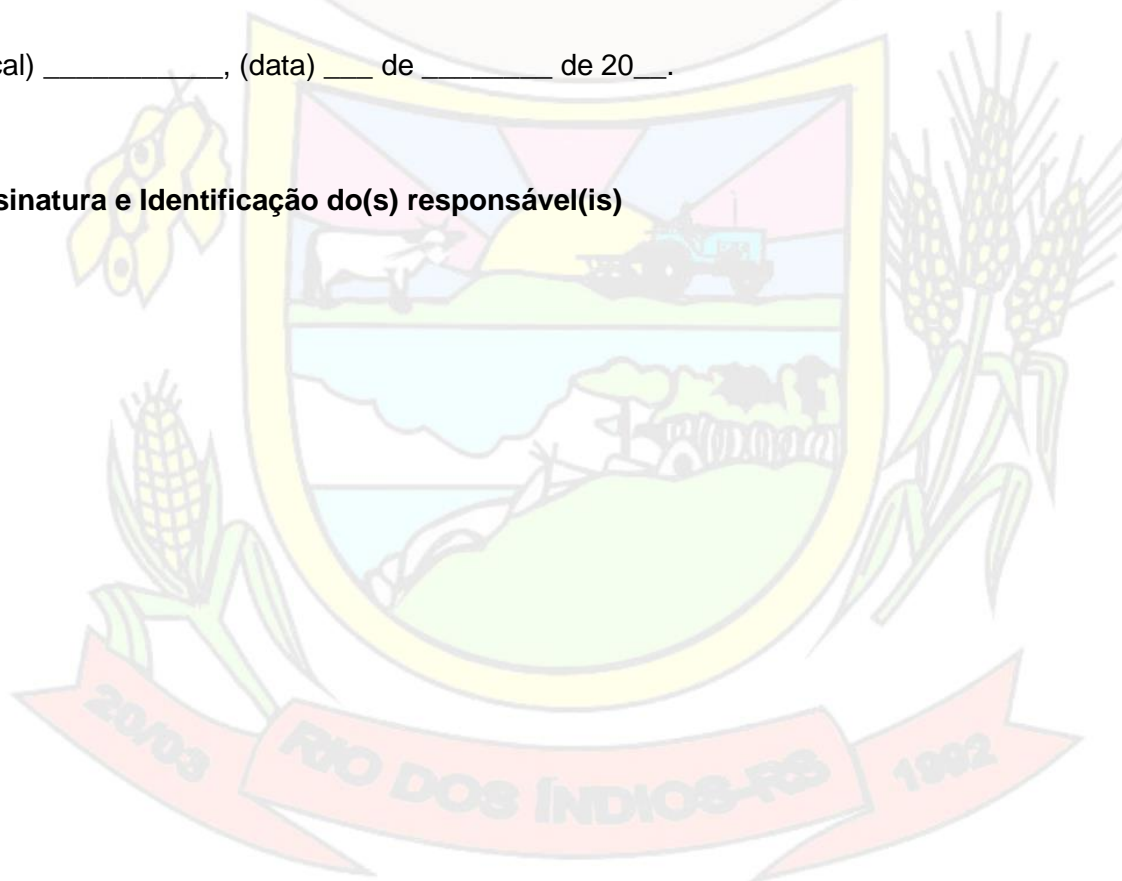 cal) ___________, (data) ___ de ________ de 20__.
sinatura e Identificação do(s) responsável(is)
20/03
RIO DOS ÍNDIOS-RS
1992